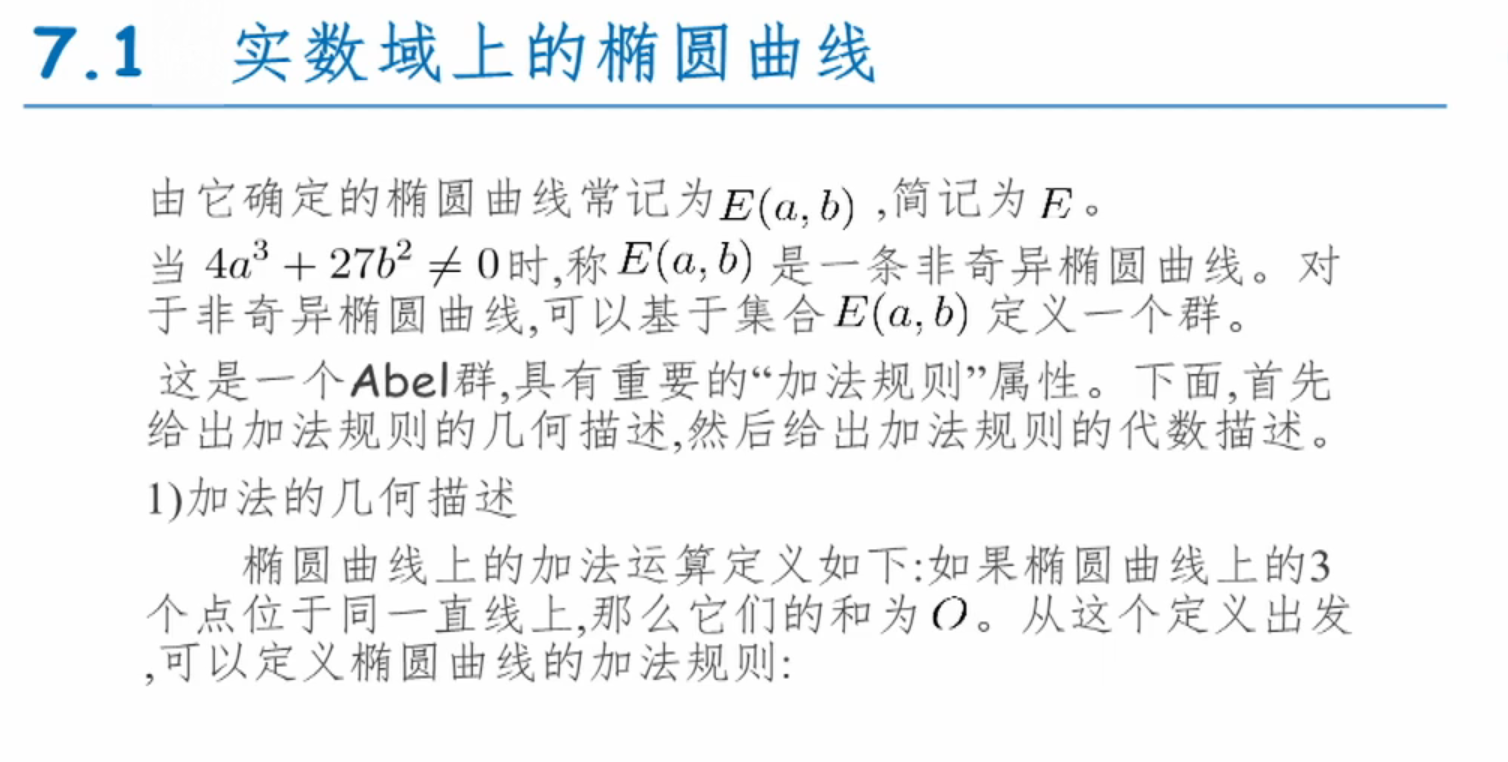 7.1 实数域上的椭圆曲线
由它确定的椭圆曲线常记为E(a, b) ,简记为 E 。
当 4a³ + 27b² ≠ 0时,称E(a, b) 是一条非奇异椭圆曲线。对
于非奇异椭圆曲线,可以基于集合E(a, b) 定义一个群。
这是一个Abel群,具有重要的“加法规则”属性。下面,首先
给出加法规则的几何描述,然后给出加法规则的代数描述。
1)加法的几何描述
椭圆曲线上的加法运算定义如下:如果椭圆曲线上的3
个点位于同一直线上,那么它们的和为O。从这个定义出发
,可以定义椭圆曲线的加法规则: